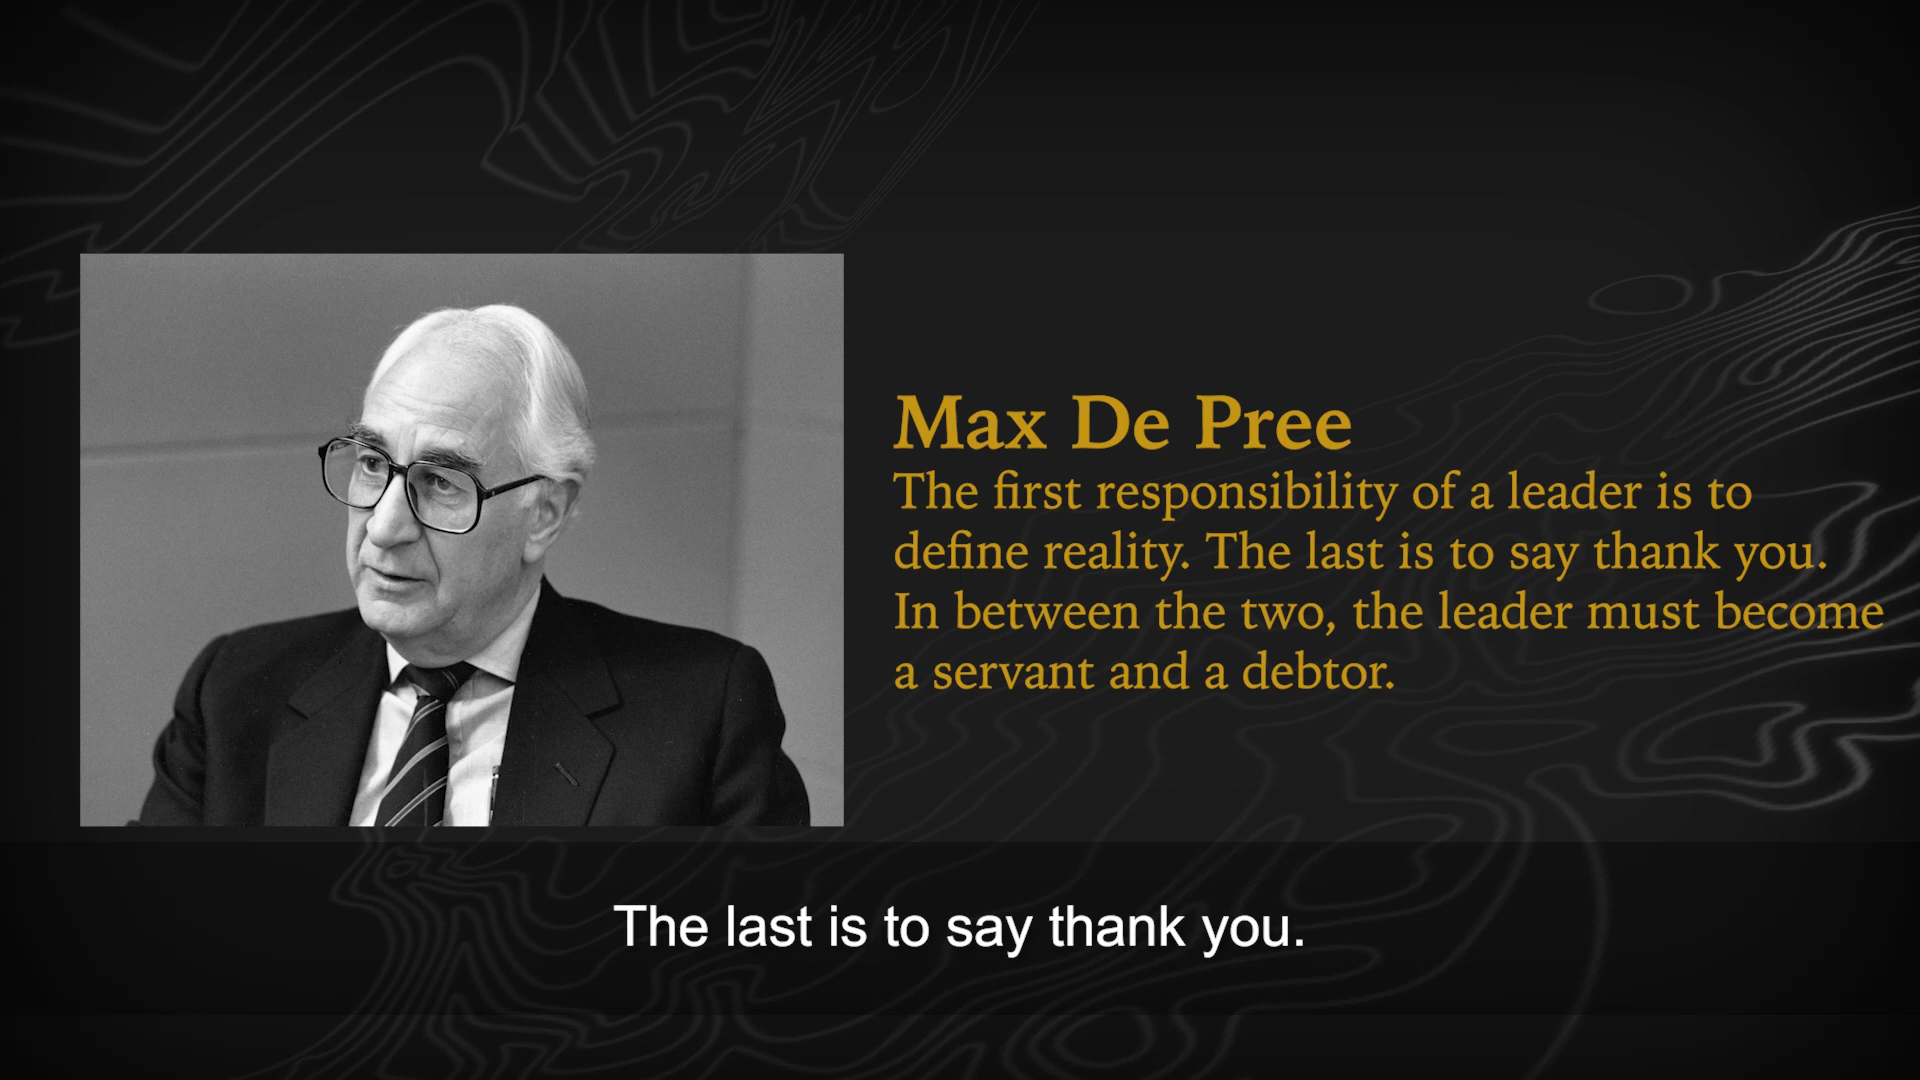 Max De Pree
The first responsibility of a leader is to
define reality. The last is to say thank you.
In between the two, the leader must become
a servant and a debtor.
The last is to say thank you.